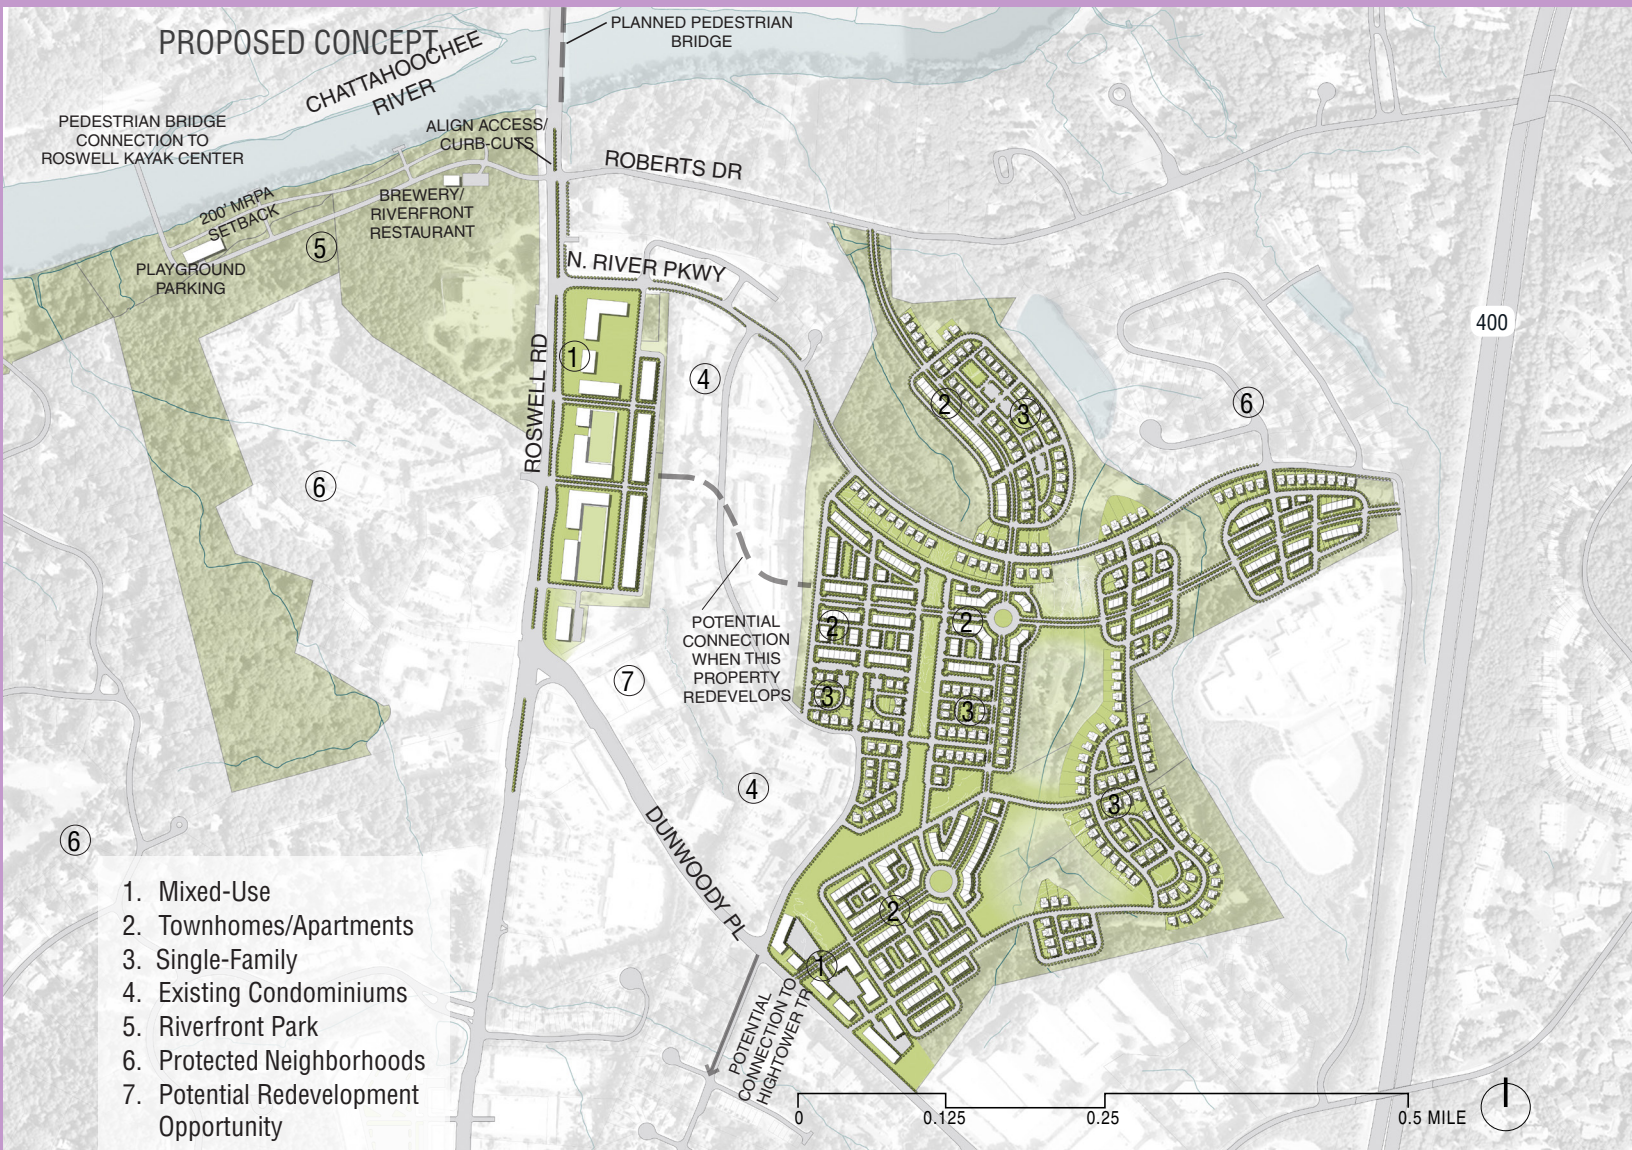 PROPOSED CONCEPT
CHATTAHOOCHEE
RIVER
PLANNED PEDESTRIAN
BRIDGE
PEDESTRIAN BRIDGE
CONNECTION TO
ROSWELL KAYAK CENTER
ALIGN ACCESS/
CURB-CUTS
ROBERTS DR
200' MRPA
SETBACK
BREWERY/
RIVERFRONT
RESTAURANT
5
PLAYGROUND
PARKING
N. RIVER PKWY
400
ROSWELL RD
1
4
2
3
6
6
POTENTIAL
CONNECTION
WHEN THIS
PROPERTY
REDEVELOPS
2
2
7
3
3
4
3
6
DUNWOODY PL
2
1
POTENTIAL
CONNECTION TO
HIGHTOWER TR
1. Mixed-Use
2. Townhomes/Apartments
3. Single-Family
4. Existing Condominiums
5. Riverfront Park
6. Protected Neighborhoods
7. Potential Redevelopment
Opportunity
0 0.125 0.25 0.5 MILE